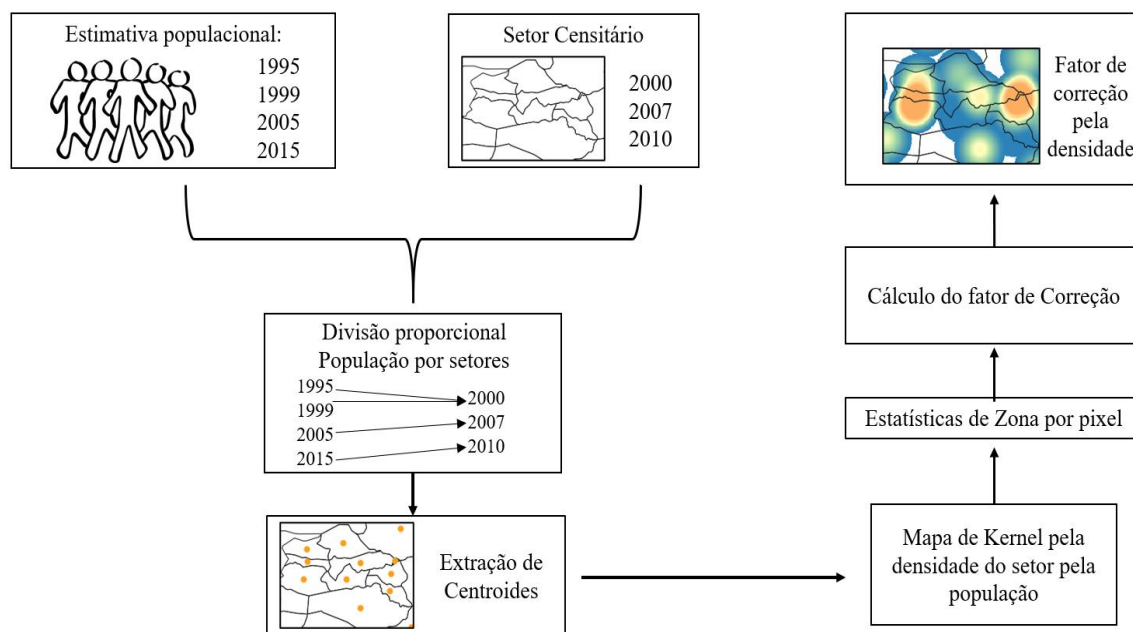 Estimativa populacional:
1995
1999
2005
2015
Setor Censitário
2000
2007
2010
Divisão proporcional
População por setores
1995
1999
2005
2015
2000
2007
2010
Extração de
Centroides
Mapa de Kernel pela
densidade do setor pela
população
Estatísticas de Zona por pixel
Cálculo do fator de Correção
Fator de
correção
pela
densidade